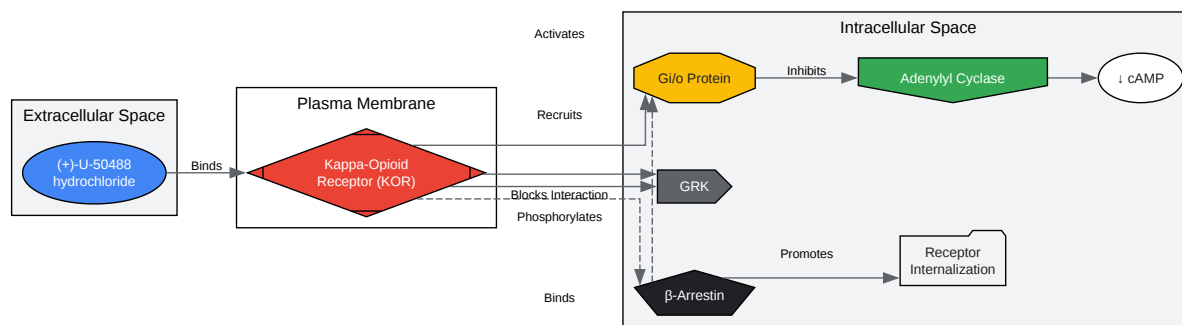 Extracellular Space
(+)-U-50488
hydrochloride
Binds
Plasma Membrane
Kappa-Opioid
Receptor (KOR)
Activates
Recruits
Blocks Interaction
Phosphorylates
Binds
Intracellular Space
Gi/o Protein
Inhibits
Adenylyl Cyclase
↓ cAMP
GRK
β-Arrestin
Promotes
Receptor
Internalization